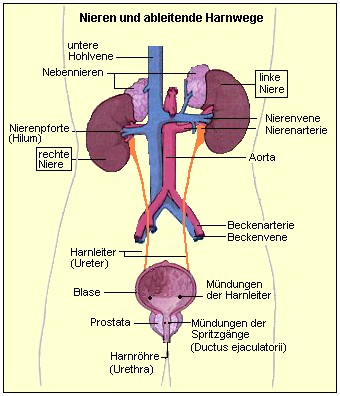 Nieren und ableitende Harnwege
untere
Hohlvene
Nebennieren
linke
Niere
Nierenpforte
(Hilum)
Nierenvene
Nierenarterie
rechte
Niere
Aorta
Beckenarterie
Beckenvene
Harnleiter
(Ureter)
Blase
Mündungen
der Harnleiter
Prostata
Mündungen der
Spritzgänge
(Ductus ejaculatorii)
Harnröhre
(Urethra)